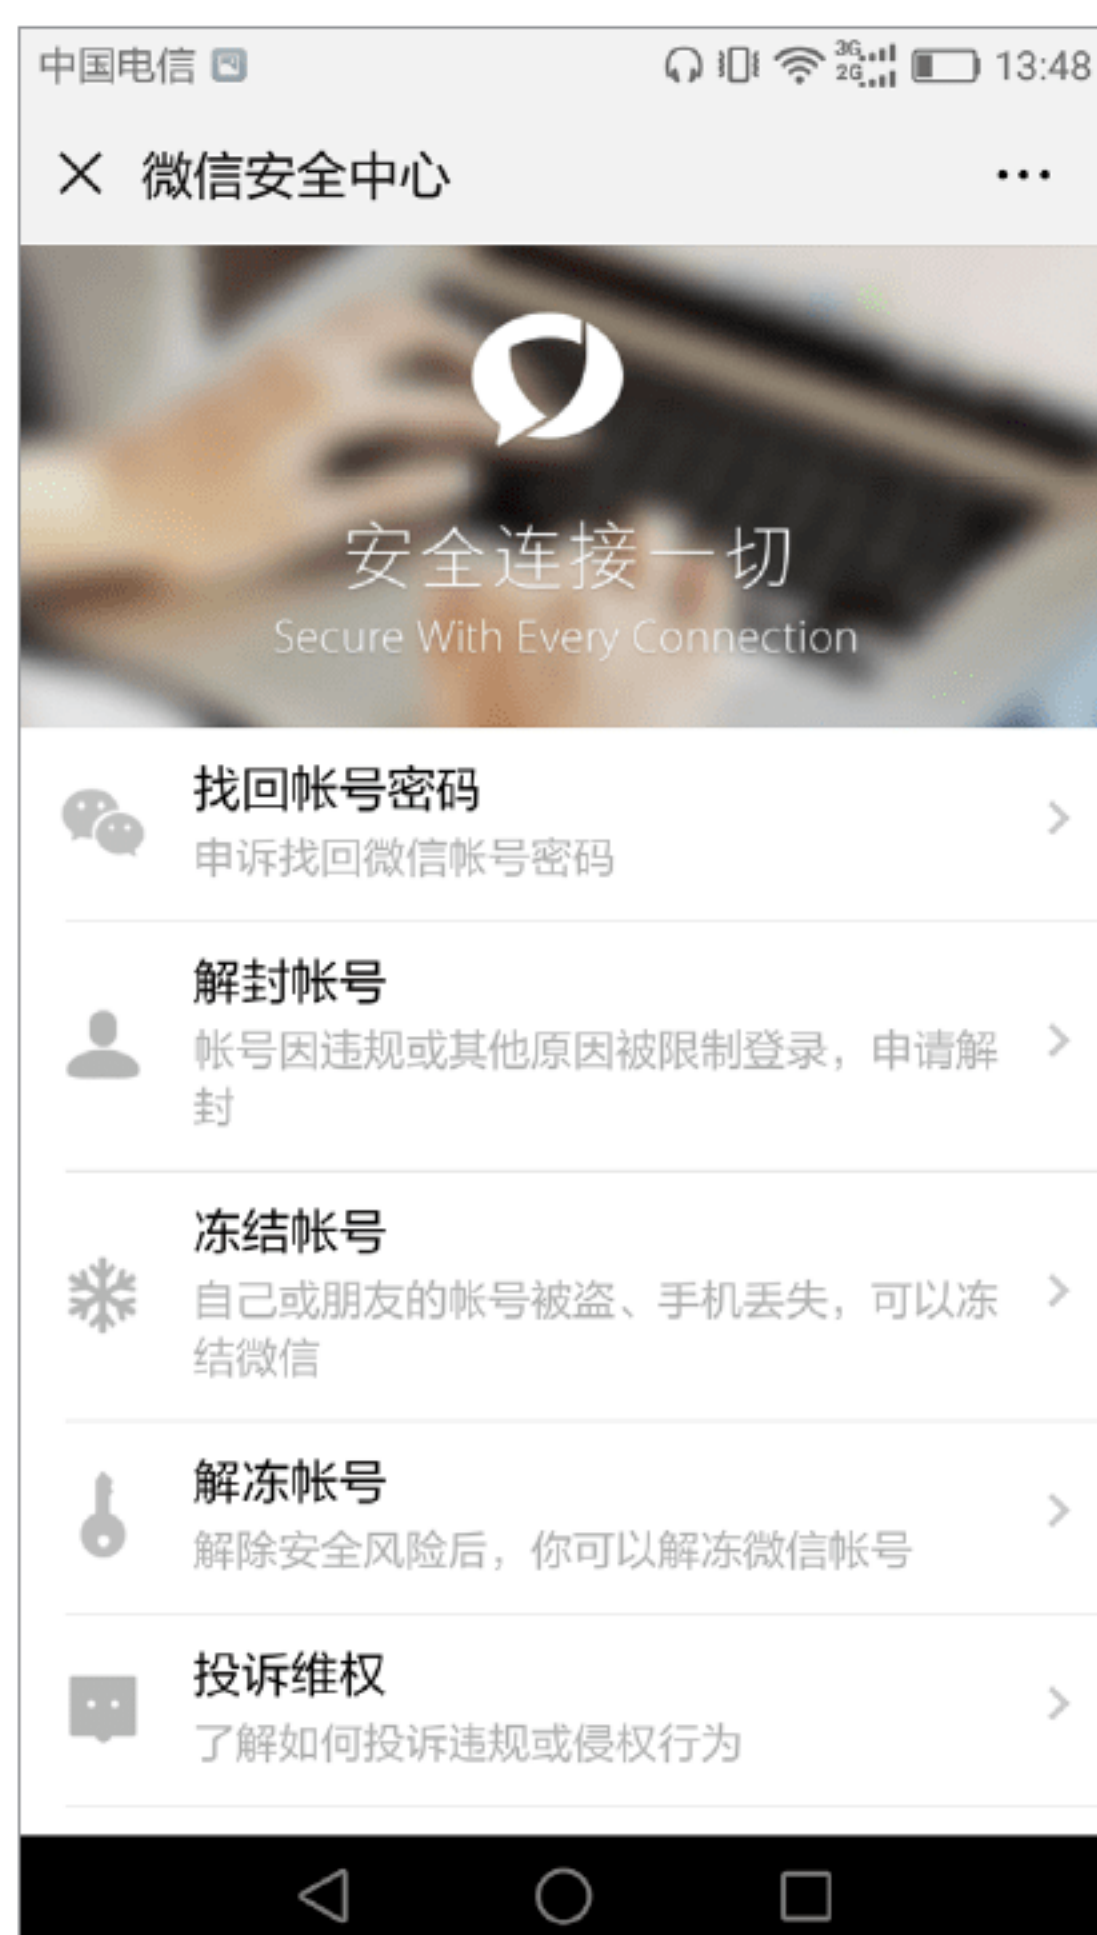 中国电信
3G
2G
13:48
微信安全中心
安全连接一切
Secure With Every Connection
找回帐号密码
申诉找回微信帐号密码
解封帐号
帐号因违规或其他原因被限制登录，申请解
封
冻结帐号
自己或朋友的帐号被盗、手机丢失，可以冻
结微信
解冻帐号
解除安全风险后，你可以解冻微信帐号
投诉维权
了解如何投诉违规或侵权行为